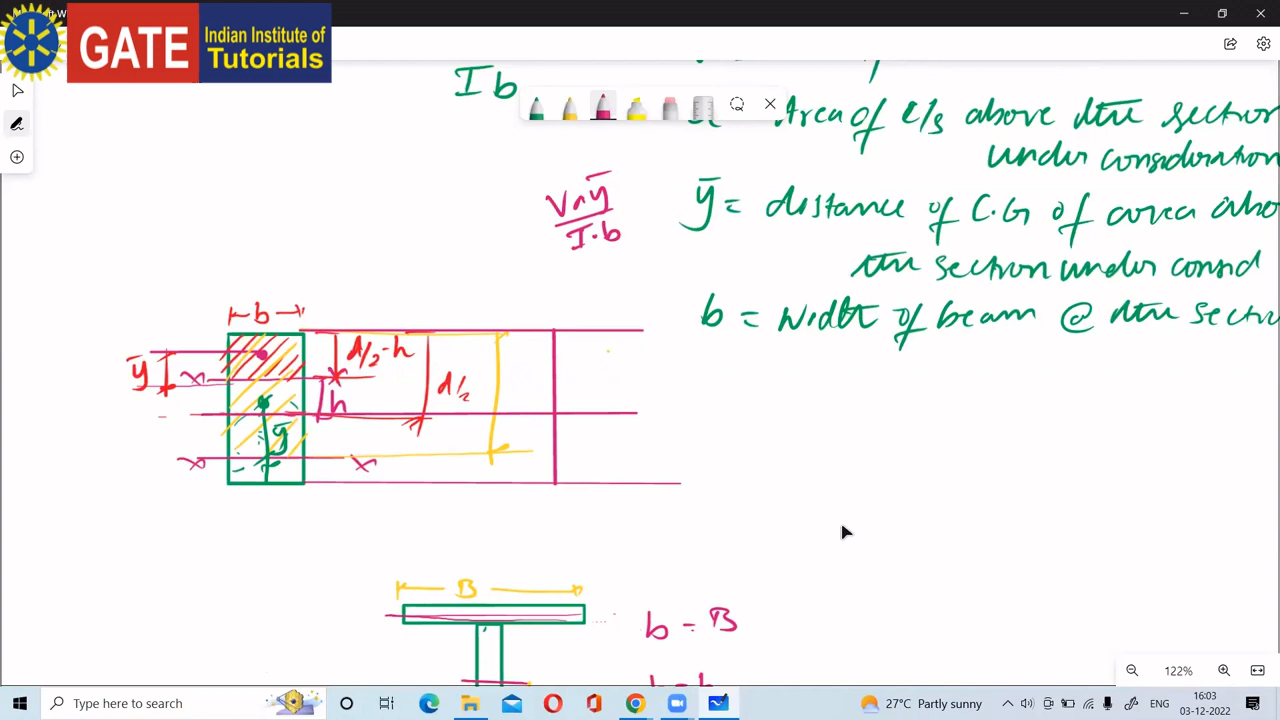 GATE
Indian Institute of
Tutorials
I b
Area of c/s above the section
under consideration
ȳ = distance of C.G of area abo
the section under consid
b = width of beam @ the sectio
V a ȳ
I.b
b
ȳ
x
d/2-h
h
d/2
ȳ
x
x
B
b = B
122%
Type here to search
27°C Partly sunny
ENG
16:03
03-12-2022